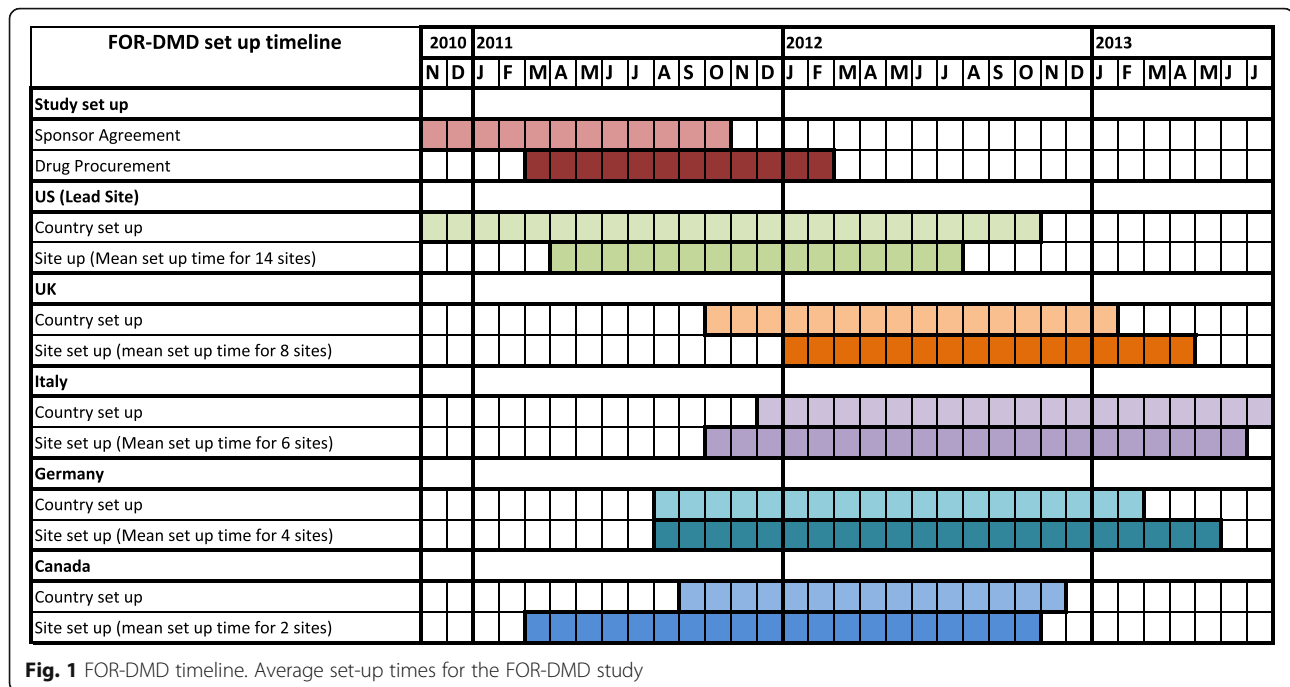 FOR-DMD set up timeline
2010 2011 2012 2013
N D J F M A M J J A S O N D J F M A M J J A S O N D J F M A M J J
Study set up
Sponsor Agreement
Drug Procurement
US (Lead Site)
Country set up
Site up (Mean set up time for 14 sites)
UK
Country set up
Site set up (mean set up time for 8 sites)
Italy
Country set up
Site set up (Mean set up time for 6 sites)
Germany
Country set up
Site set up (Mean set up time for 4 sites)
Canada
Country set up
Site set up (mean set up time for 2 sites)
Fig. 1 FOR-DMD timeline. Average set-up times for the FOR-DMD study